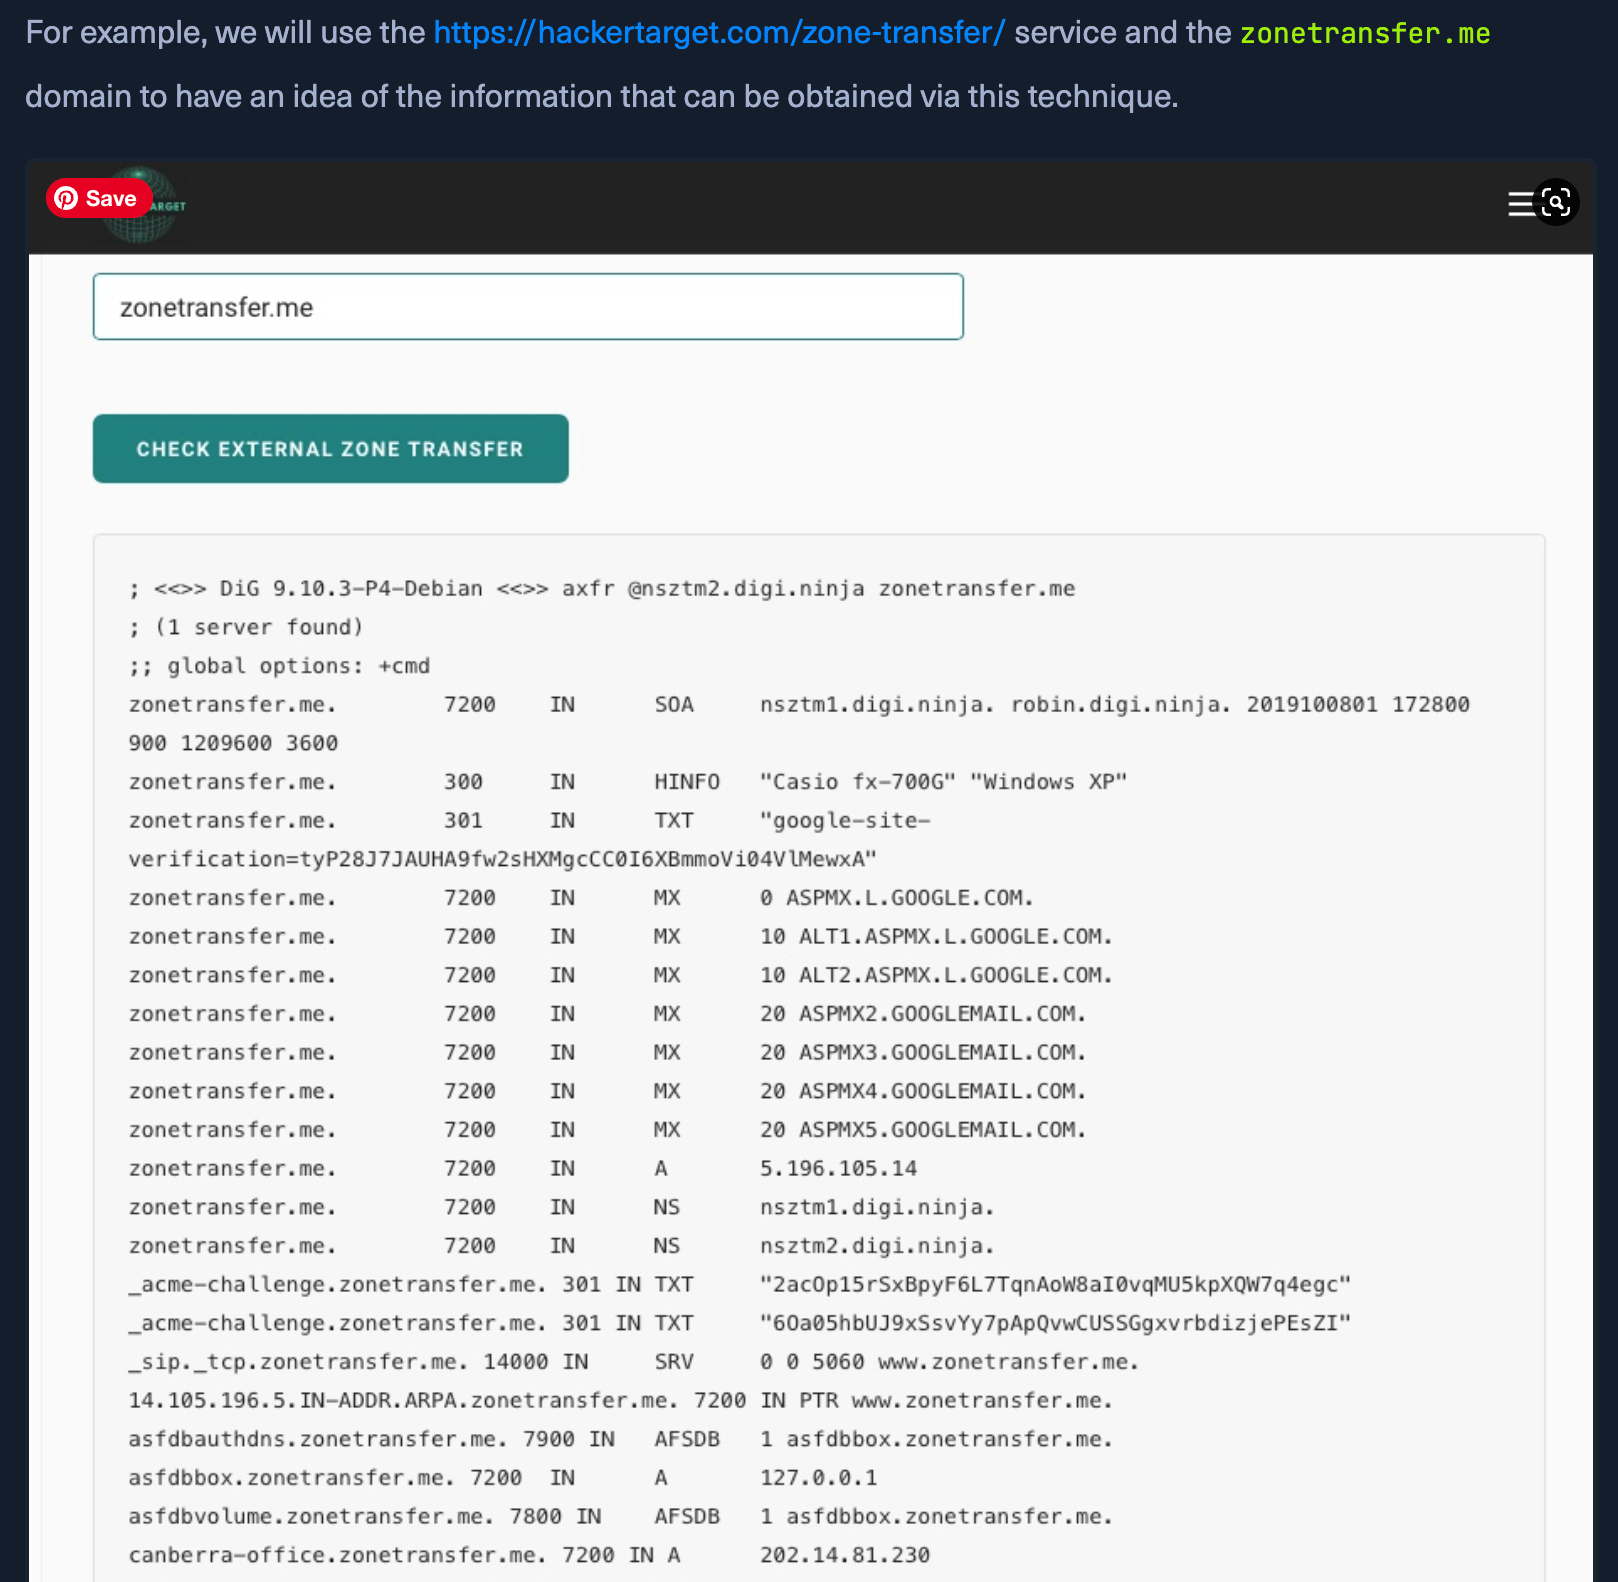 For example, we will use the https://hackertarget.com/zone-transfer/ service and the zonetransfer.me
domain to have an idea of the information that can be obtained via this technique.
Save
ARGET
zonetransfer.me
CHECK EXTERNAL ZONE TRANSFER
; <<>> DiG 9.10.3-P4-Debian <<>> axfr @nsztm2.digi.ninja zonetransfer.me
; (1 server found)
;; global options: +cmd
zonetransfer.me. 7200 IN SOA nsztm1.digi.ninja. robin.digi.ninja. 2019100801 172800
900 1209600 3600
zonetransfer.me. 300 IN HINFO "Casio fx-700G" "Windows XP"
zonetransfer.me. 301 IN TXT "google-site-
verification=tyP28J7JAUHA9fw2sHXMgcCC0I6XBmmoVi04VlMewxA"
zonetransfer.me. 7200 IN MX 0 ASPMX.L.GOOGLE.COM.
zonetransfer.me. 7200 IN MX 10 ALT1.ASPMX.L.GOOGLE.COM.
zonetransfer.me. 7200 IN MX 10 ALT2.ASPMX.L.GOOGLE.COM.
zonetransfer.me. 7200 IN MX 20 ASPMX2.GOOGLEMAIL.COM.
zonetransfer.me. 7200 IN MX 20 ASPMX3.GOOGLEMAIL.COM.
zonetransfer.me. 7200 IN MX 20 ASPMX4.GOOGLEMAIL.COM.
zonetransfer.me. 7200 IN MX 20 ASPMX5.GOOGLEMAIL.COM.
zonetransfer.me. 7200 IN A 5.196.105.14
zonetransfer.me. 7200 IN NS nsztm1.digi.ninja.
zonetransfer.me. 7200 IN NS nsztm2.digi.ninja.
_acme-challenge.zonetransfer.me. 301 IN TXT "2acOp15rSxBpyF6L7TqnAoW8aI0vqMU5kpXQW7q4egc"
_acme-challenge.zonetransfer.me. 301 IN TXT "6Oa05hbUJ9xSsvYy7pApQvwCUSSGgxvrbdizjePEsZI"
_sip._tcp.zonetransfer.me. 14000 IN SRV 0 0 5060 www.zonetransfer.me.
14.105.196.5.IN-ADDR.ARPA.zonetransfer.me. 7200 IN PTR www.zonetransfer.me.
asfdbauthdns.zonetransfer.me. 7900 IN AFSDB 1 asfdbbox.zonetransfer.me.
asfdbbox.zonetransfer.me. 7200 IN A 127.0.0.1
asfdbvolume.zonetransfer.me. 7800 IN AFSDB 1 asfdbbox.zonetransfer.me.
canberra-office.zonetransfer.me. 7200 IN A 202.14.81.230